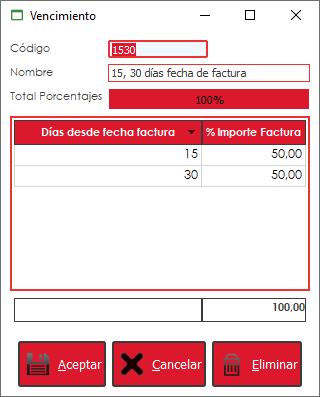 Vencimiento
Código 1530
Nombre 15, 30 días fecha de factura
Total Porcentajes 100%
Días desde fecha factura % Importe Factura
15 50,00
30 50,00
100,00
Aceptar Cancelar Eliminar